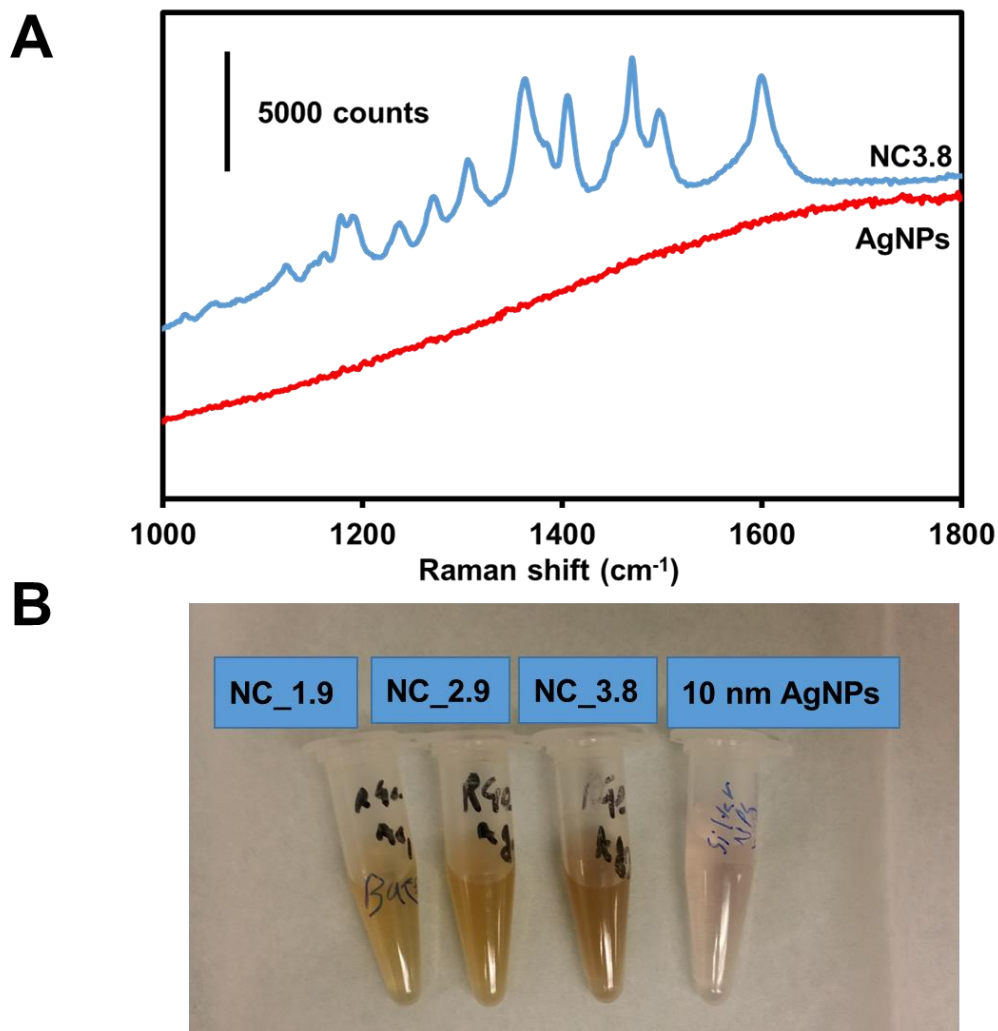 A
5000 counts
NC3.8
AgNPs
1000 1200 1400 1600 1800
Raman shift (cm⁻¹)
B
NC_1.9 NC_2.9 NC_3.8 10 nm AgNPs
Silver
NPs